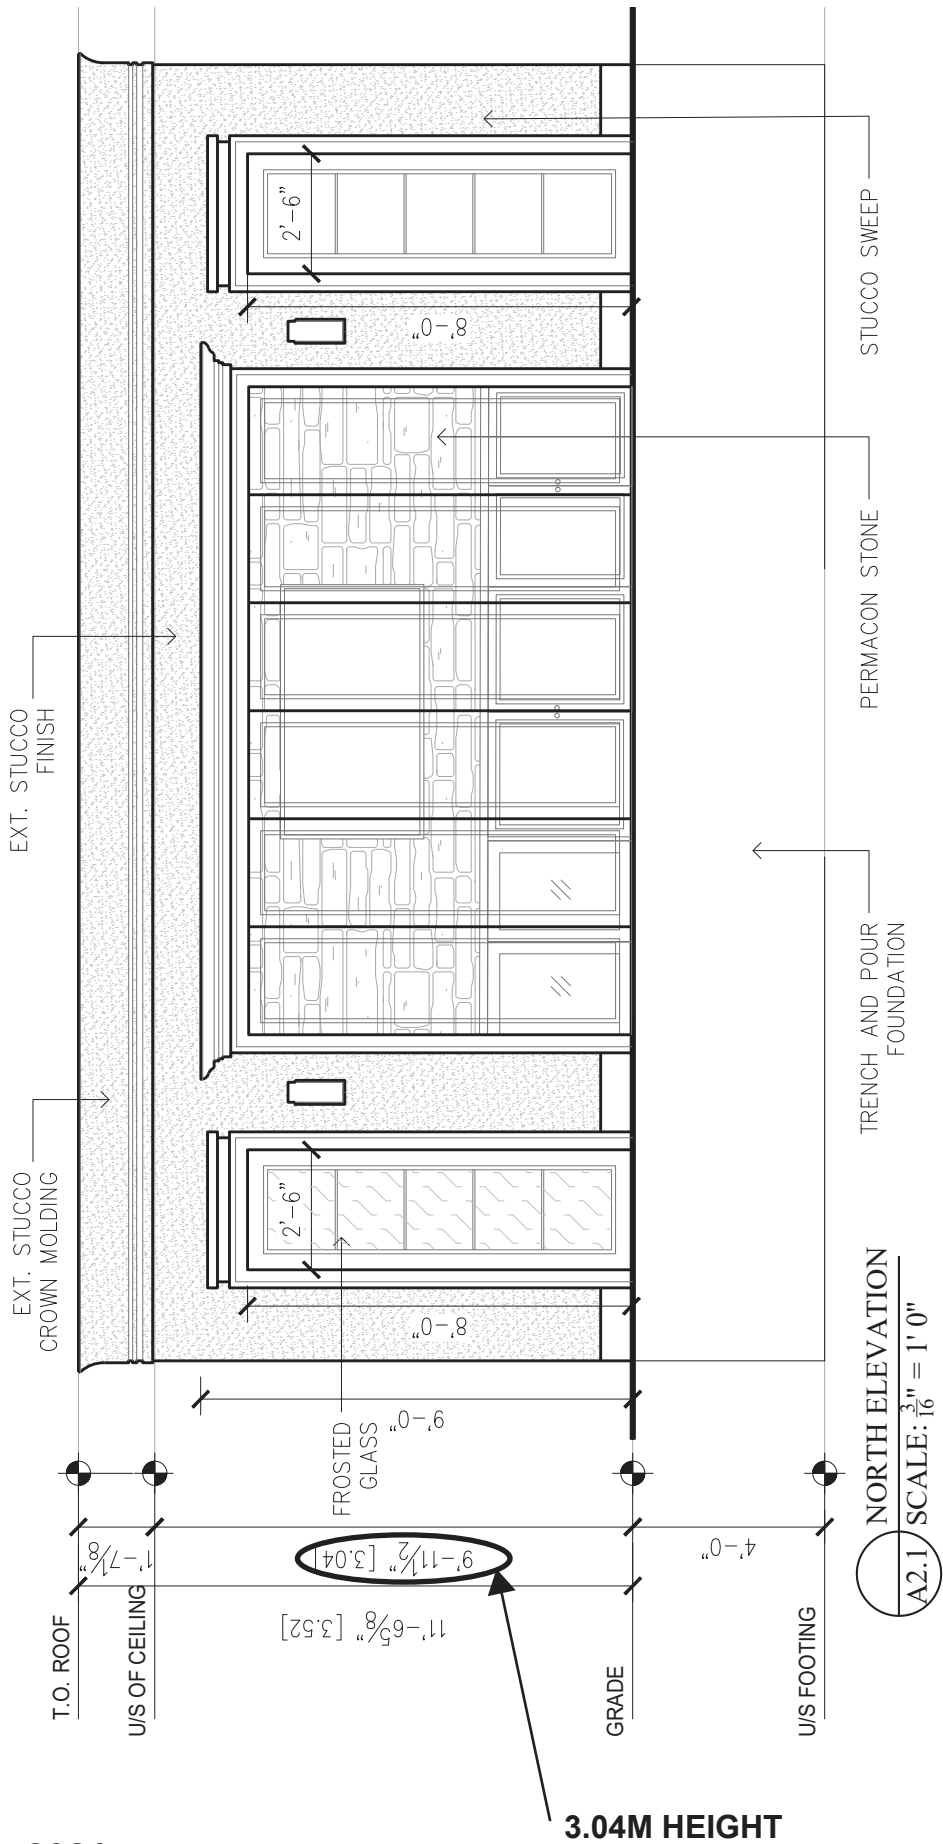 EXT. STUCCO
CROWN MOLDING
EXT. STUCCO
FINISH
T.O. ROOF
U/S OF CEILING
GRADE
U/S FOOTING
1'-7⅞"
9'-11½" [3.04]
11'-6⅝" [3.52]
4'-0"
9'-0"
8'-0"
2'-6"
8'-0"
2'-6"
FROSTED
GLASS
TRENCH AND POUR
FOUNDATION
PERMACON STONE
STUCCO SWEEP
NORTH ELEVATION
A2.1 SCALE: 3/16" = 1' 0"
3.04M HEIGHT